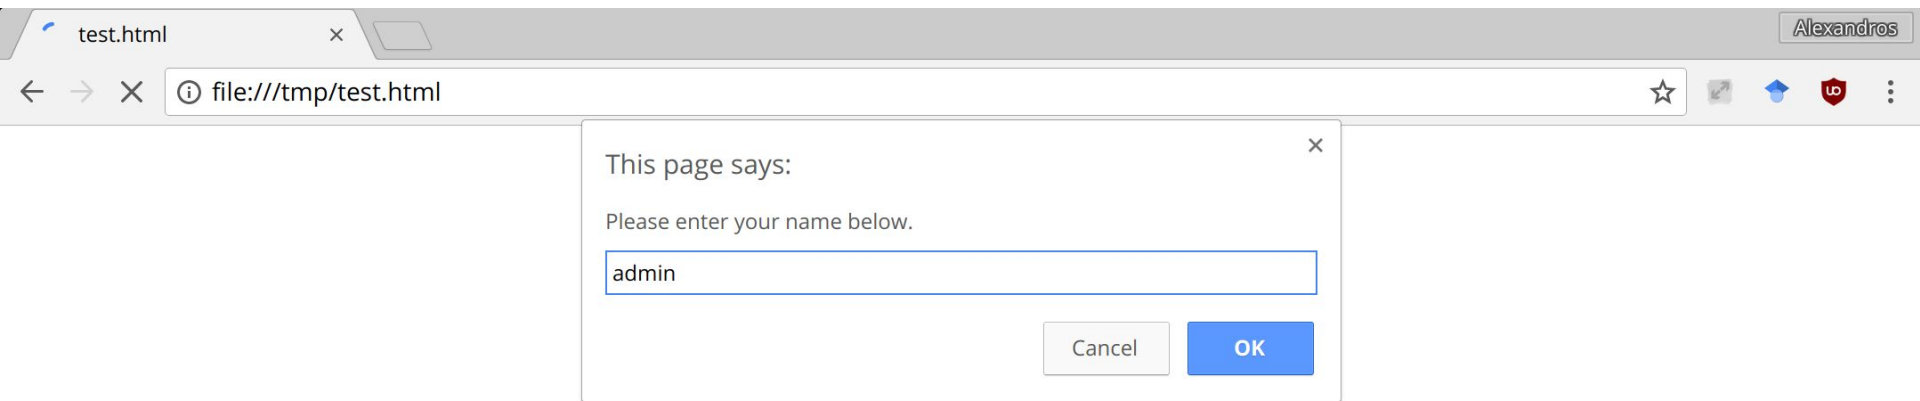 test.html
Alexandros
file:///tmp/test.html
This page says:
Please enter your name below.
admin
Cancel OK